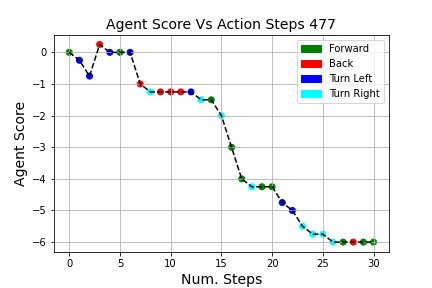 Agent Score Vs Action Steps 477
Forward
Back
Turn Left
Turn Right
Agent Score
0
−1
−2
−3
−4
−5
−6
0 5 10 15 20 25 30
Num. Steps